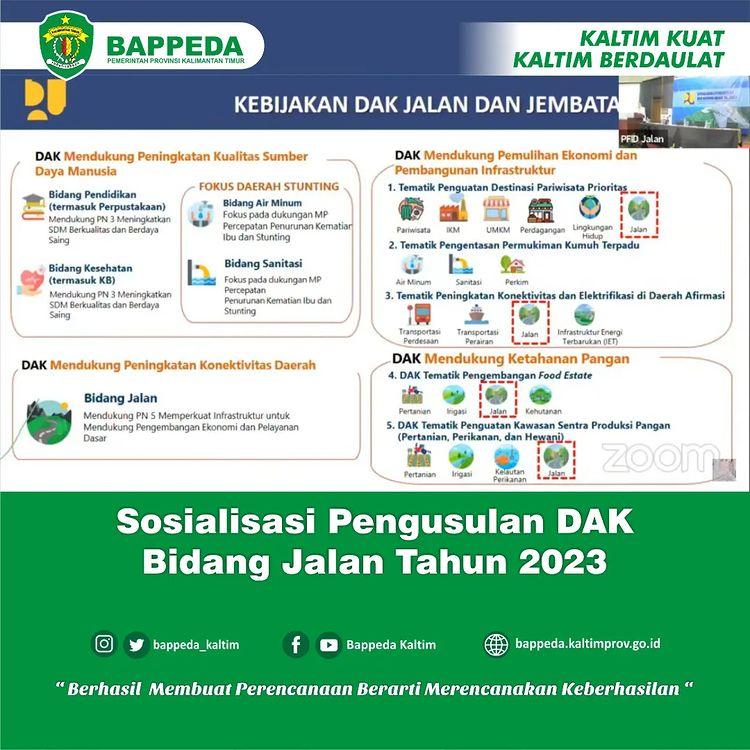 BAPPEDA
PEMERINTAH PROVINSI KALIMANTAN TIMUR
KALTIM KUAT
KALTIM BERDAULAT
KEBIJAKAN DAK JALAN DAN JEMBATA
PFID Jalan
DAK Mendukung Peningkatan Kualitas Sumber
Daya Manusia
Bidang Pendidikan
(termasuk Perpustakaan)
Mendukung PN 3 Meningkatkan
SDM Berkualitas dan Berdaya
Saing
Bidang Kesehatan
(termasuk KB)
Mendukung PN 3 Meningkatkan
SDM Berkualitas dan Berdaya
Saing
FOKUS DAERAH STUNTING
Bidang Air Minum
Fokus pada dukungan MP
Percepatan Penurunan Kematian
Ibu dan Stunting
Bidang Sanitasi
Fokus pada dukungan MP
Percepatan
Penurunan Kematian Ibu dan
Stunting
DAK Mendukung Peningkatan Konektivitas Daerah
Bidang Jalan
Mendukung PN 5 Memperkuat Infrastruktur untuk
Mendukung Pengembangan Ekonomi dan Pelayanan
Dasar
DAK Mendukung Pemulihan Ekonomi dan
Pembangunan Infrastruktur
1. Tematik Penguatan Destinasi Pariwisata Prioritas
Pariwisata IKM UMKM Perdagangan Lingkungan Hidup Jalan
2. Tematik Pengentasan Permukiman Kumuh Terpadu
Air Minum Sanitasi Perkim
3. Tematik Peningkatan Konektivitas dan Elektrifikasi di Daerah Afirmasi
Transportasi Perdesaan Transportasi Perairan Jalan Infrastruktur Energi Terbarukan (IET)
DAK Mendukung Ketahanan Pangan
4. DAK Tematik Pengembangan Food Estate
Pertanian Irigasi Jalan Kehutanan
5. DAK Tematik Penguatan Kawasan Sentra Produksi Pangan
(Pertanian, Perikanan, dan Hewani)
Pertanian Irigasi Kelautan Perikanan Jalan
zoom
Sosialisasi Pengusulan DAK
Bidang Jalan Tahun 2023
bappeda_kaltim
Bappeda Kaltim
bappeda.kaltimprov.go.id
“ Berhasil Membuat Perencanaan Berarti Merencanakan Keberhasilan “